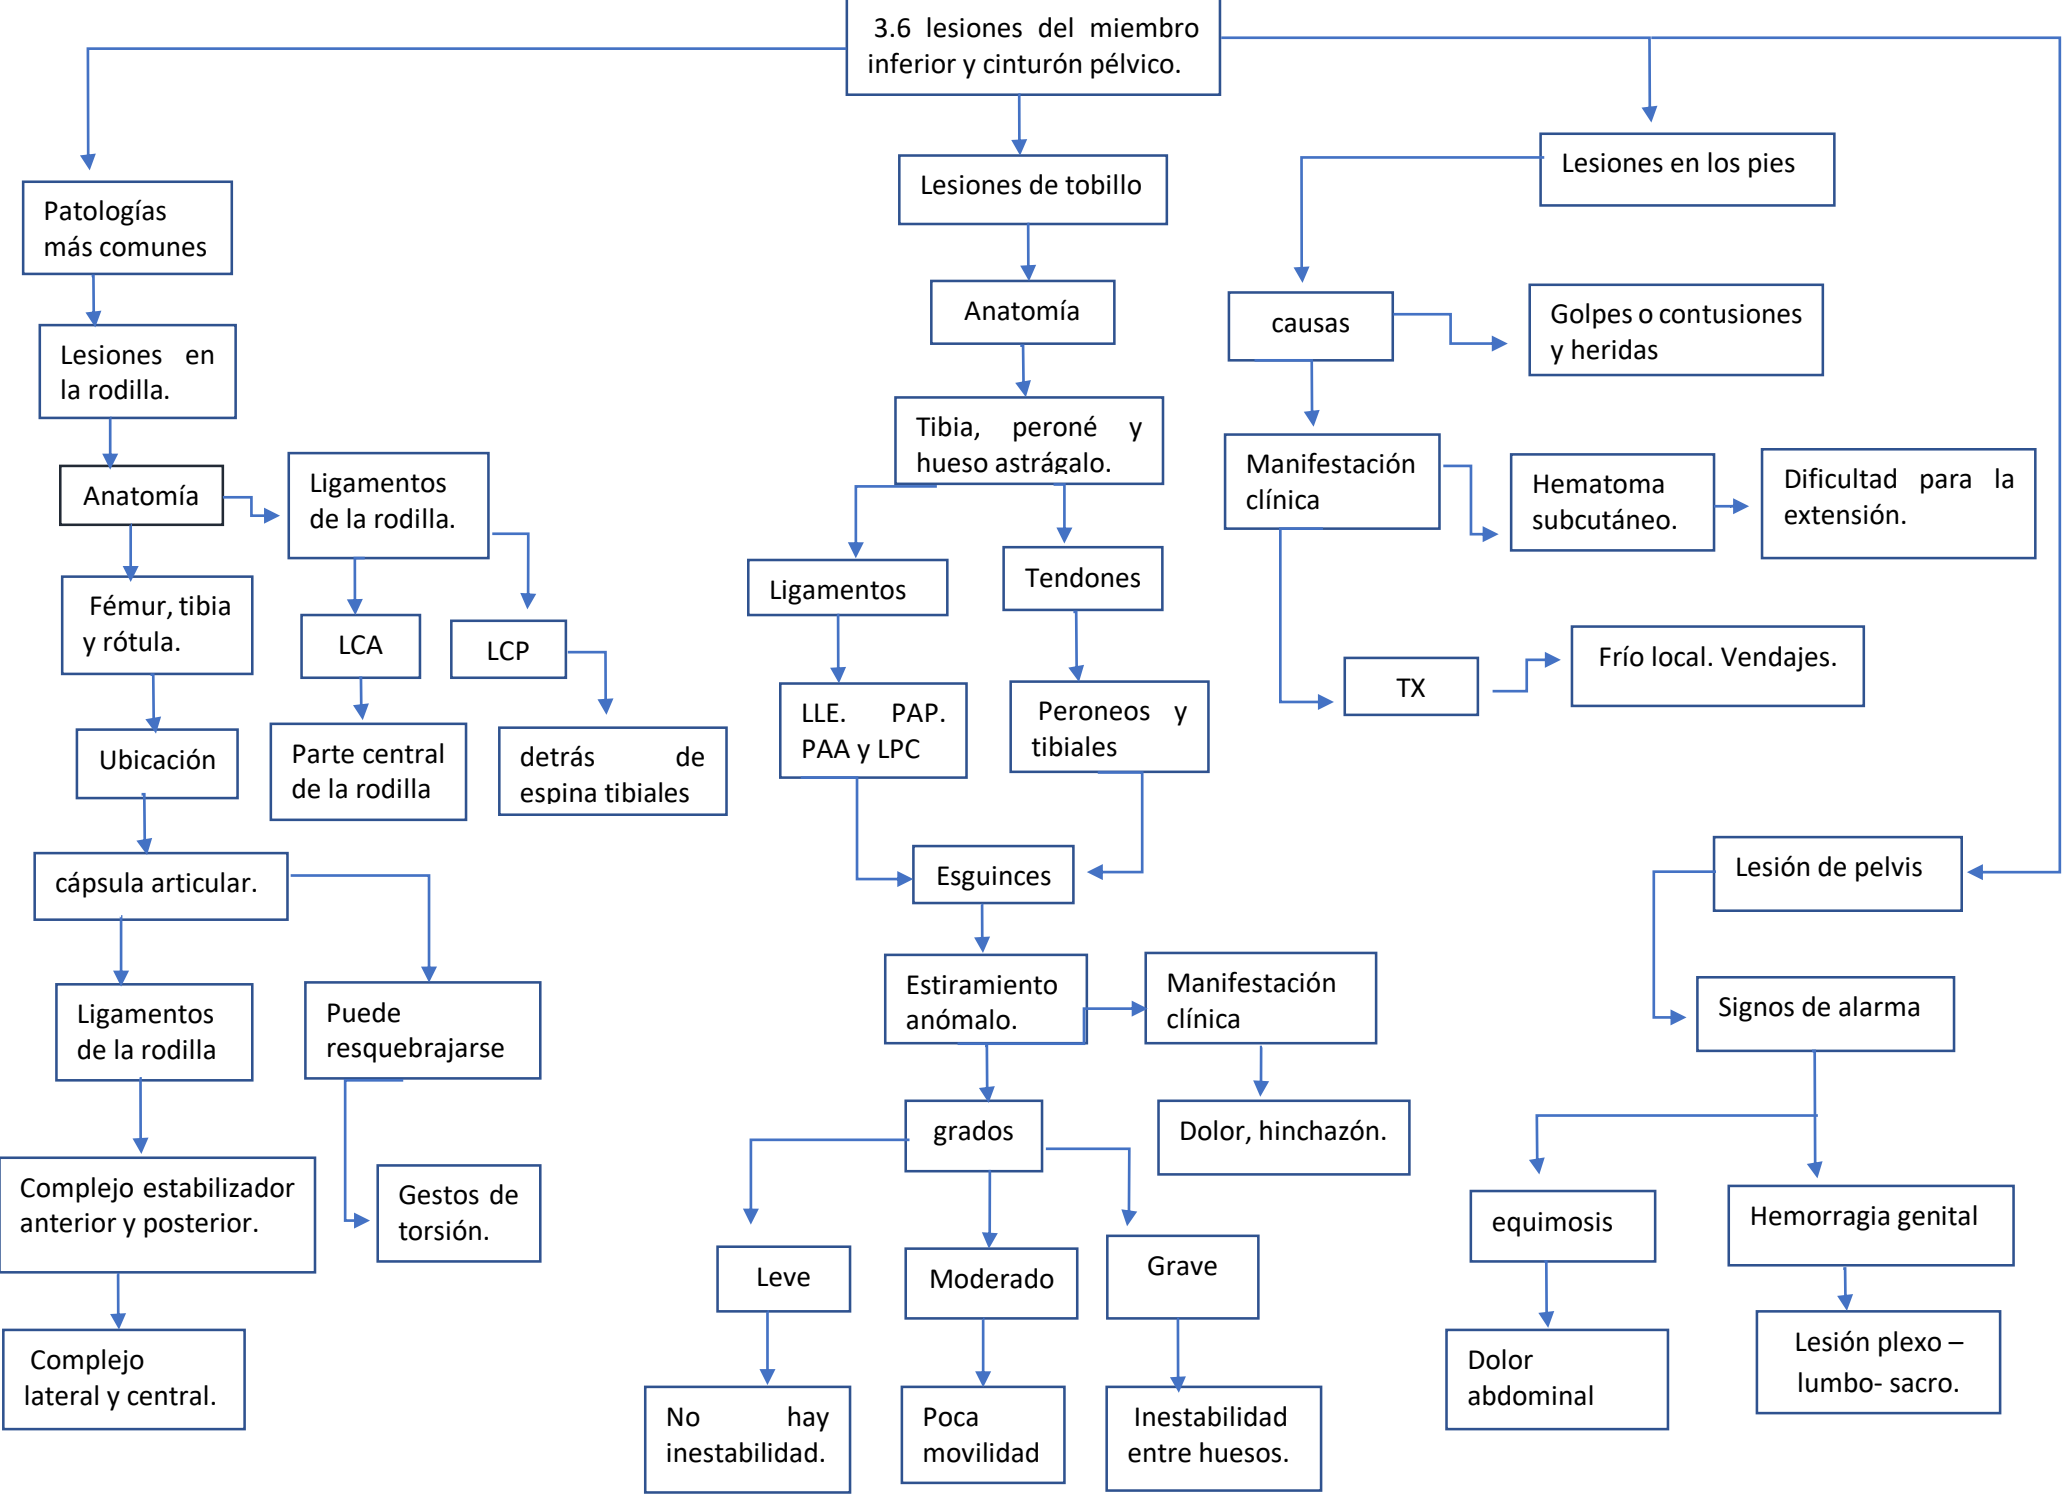 3.6 lesiones del miembro
inferior y cinturón pélvico.
Patologías
más comunes
Lesiones en
la rodilla.
Anatomía
Ligamentos
de la rodilla.
Fémur, tibia
y rótula.
LCA
LCP
Ubicación
Parte central
de la rodilla
detrás de
espina tibiales
cápsula articular.
Ligamentos
de la rodilla
Puede
resquebrajarse
Complejo estabilizador
anterior y posterior.
Gestos de
torsión.
Complejo
lateral y central.
Lesiones de tobillo
Anatomía
Tibia, peroné y
hueso astrágalo.
Ligamentos
Tendones
LLE. PAP.
PAA y LPC
Peroneos y
tibiales
Esguinces
Estiramiento
anómalo.
Manifestación
clínica
Dolor, hinchazón.
grados
Leve
Moderado
Grave
No hay
inestabilidad.
Poca
movilidad
Inestabilidad
entre huesos.
Lesiones en los pies
causas
Golpes o contusiones
y heridas
Manifestación
clínica
Hematoma
subcutáneo.
Dificultad para la
extensión.
TX
Frío local. Vendajes.
Lesión de pelvis
Signos de alarma
equimosis
Hemorragia genital
Dolor
abdominal
Lesión plexo –
lumbo- sacro.